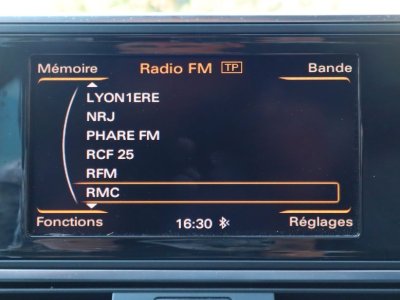 Mémoire Radio FM TP Bande
LYON1ERE
NRJ
PHARE FM
RCF 25
RFM
RMC
Fonctions 16:30 Réglages